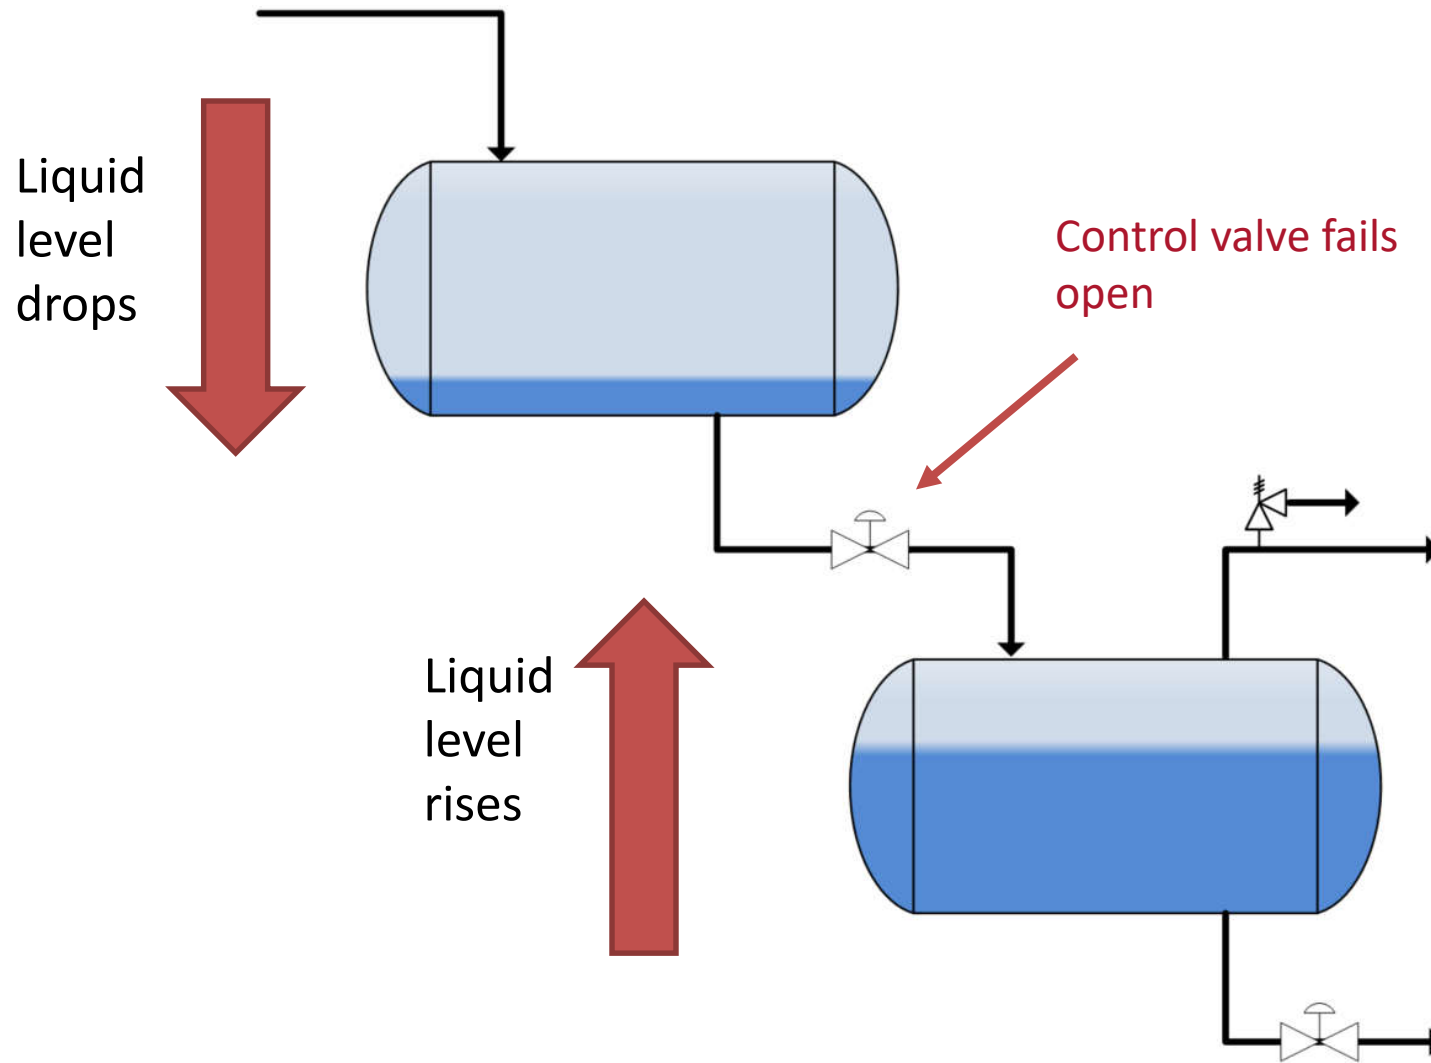 Liquid
level
drops
Control valve fails
open
Liquid
level
rises